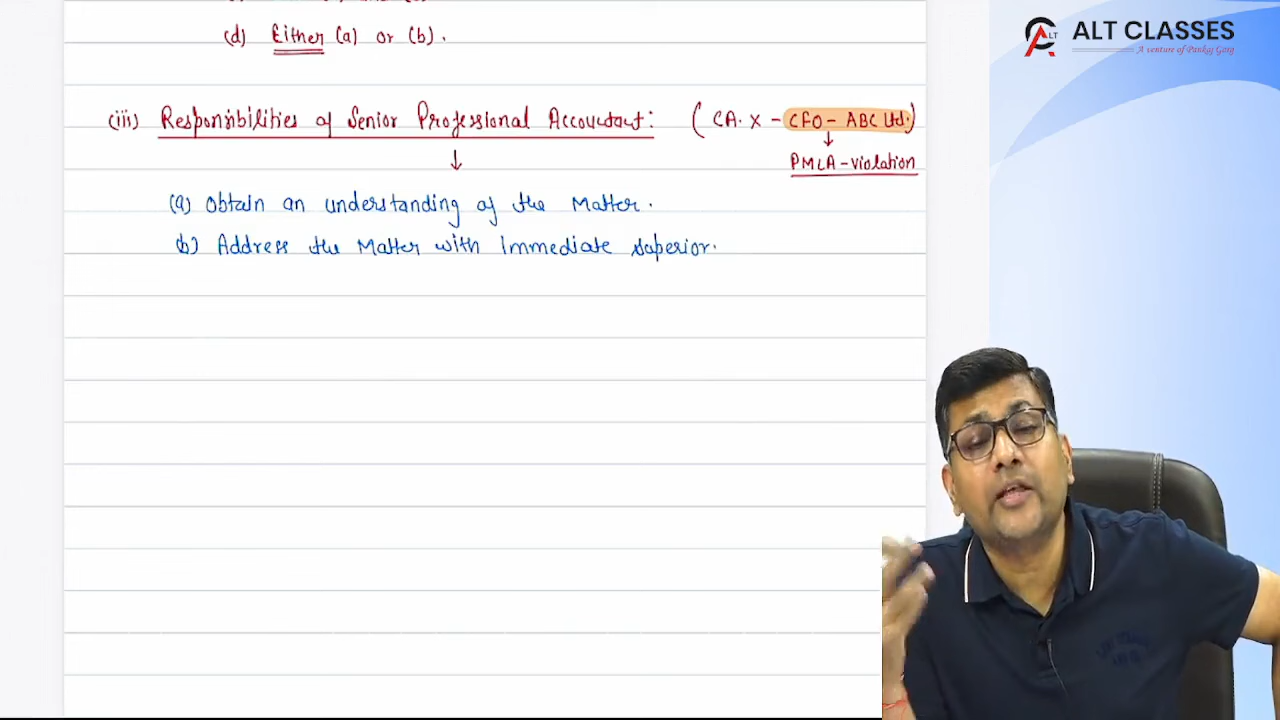 (d) Either (a) or (b).
ALT CLASSES
A venture of Pankaj Garg
(iii) Responsibilities of Senior Professional Accountant: (CA. X - CFO - ABC Ltd.)
PMLA - violation
(a) Obtain an understanding of the Matter.
(b) Address the Matter with immediate superior.